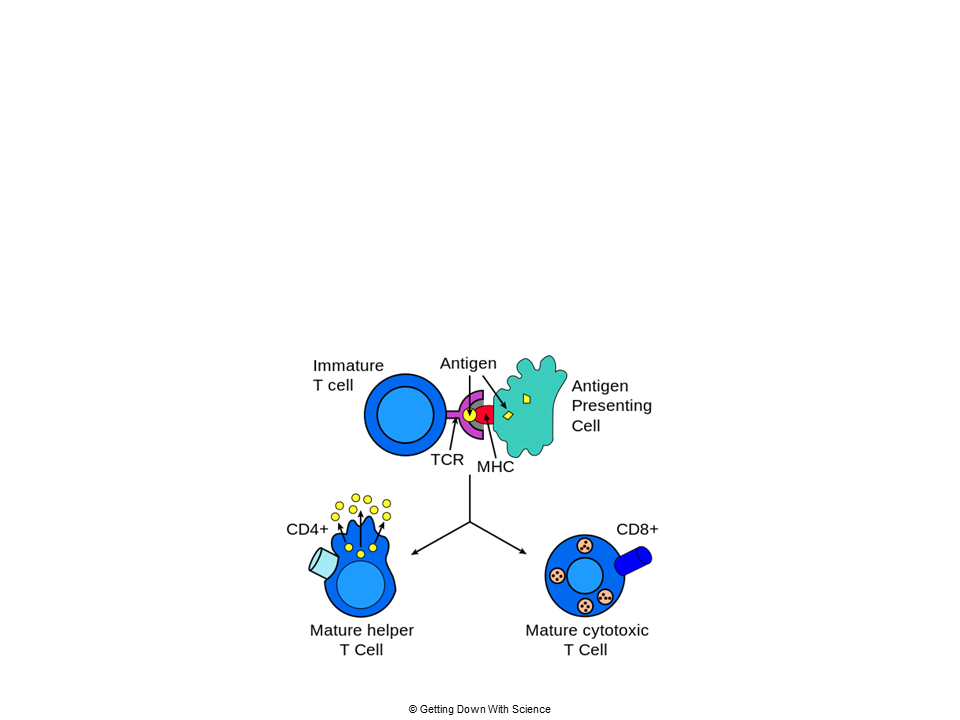 Immature
T cell
Antigen
Antigen
Presenting
Cell
TCR
MHC
CD4+
CD8+
Mature helper
T Cell
Mature cytotoxic
T Cell
© Getting Down With Science